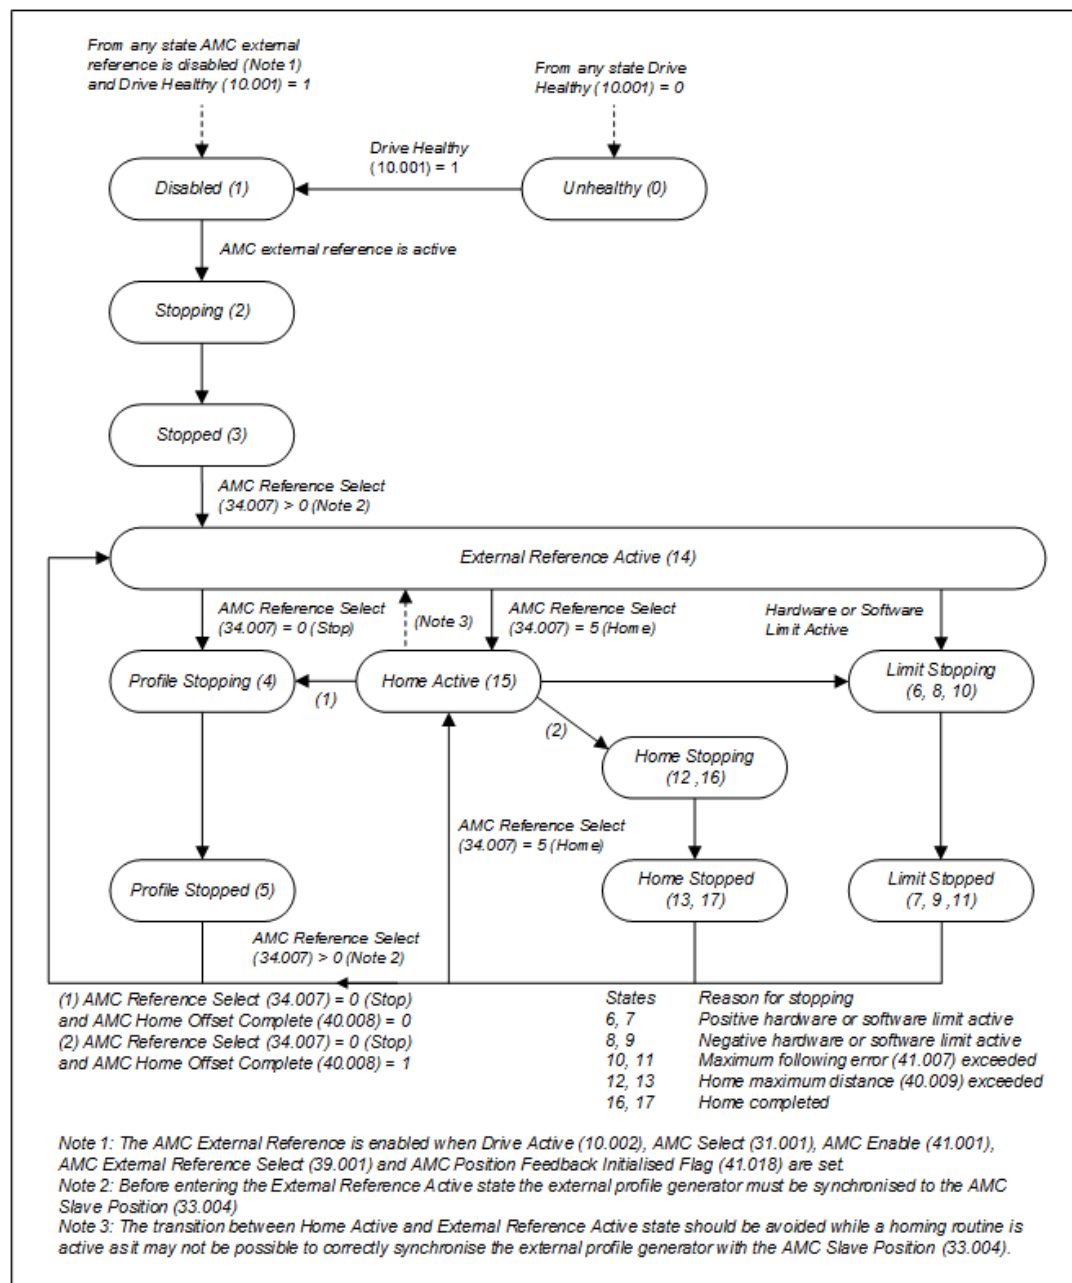 From any state AMC external
reference is disabled (Note 1)
and Drive Healthy (10.001) = 1
From any state Drive
Healthy (10.001) = 0
Drive Healthy
(10.001) = 1
Disabled (1)
Unhealthy (0)
AMC external reference is active
Stopping (2)
Stopped (3)
AMC Reference Select
(34.007) > 0 (Note 2)
External Reference Active (14)
AMC Reference Select
(34.007) = 0 (Stop)
(Note 3)
AMC Reference Select
(34.007) = 5 (Home)
Hardware or Software
Limit Active
Profile Stopping (4)
(1)
Home Active (15)
Limit Stopping
(6, 8, 10)
(2)
Home Stopping
(12 ,16)
AMC Reference Select
(34.007) = 5 (Home)
Profile Stopped (5)
Home Stopped
(13, 17)
Limit Stopped
(7, 9 ,11)
AMC Reference Select
(34.007) > 0 (Note 2)
(1) AMC Reference Select (34.007) = 0 (Stop)
and AMC Home Offset Complete (40.008) = 0
(2) AMC Reference Select (34.007) = 0 (Stop)
and AMC Home Offset Complete (40.008) = 1
States Reason for stopping
6, 7 Positive hardware or software limit active
8, 9 Negative hardware or software limit active
10, 11 Maximum following error (41.007) exceeded
12, 13 Home maximum distance (40.009) exceeded
16, 17 Home completed
Note 1: The AMC External Reference is enabled when Drive Active (10.002), AMC Select (31.001), AMC Enable (41.001),
AMC External Reference Select (39.001) and AMC Position Feedback Initialised Flag (41.018) are set.
Note 2: Before entering the External Reference Active state the external profile generator must be synchronised to the AMC
Slave Position (33.004)
Note 3: The transition between Home Active and External Reference Active state should be avoided while a homing routine is
active as it may not be possible to correctly synchronise the external profile generator with the AMC Slave Position (33.004).